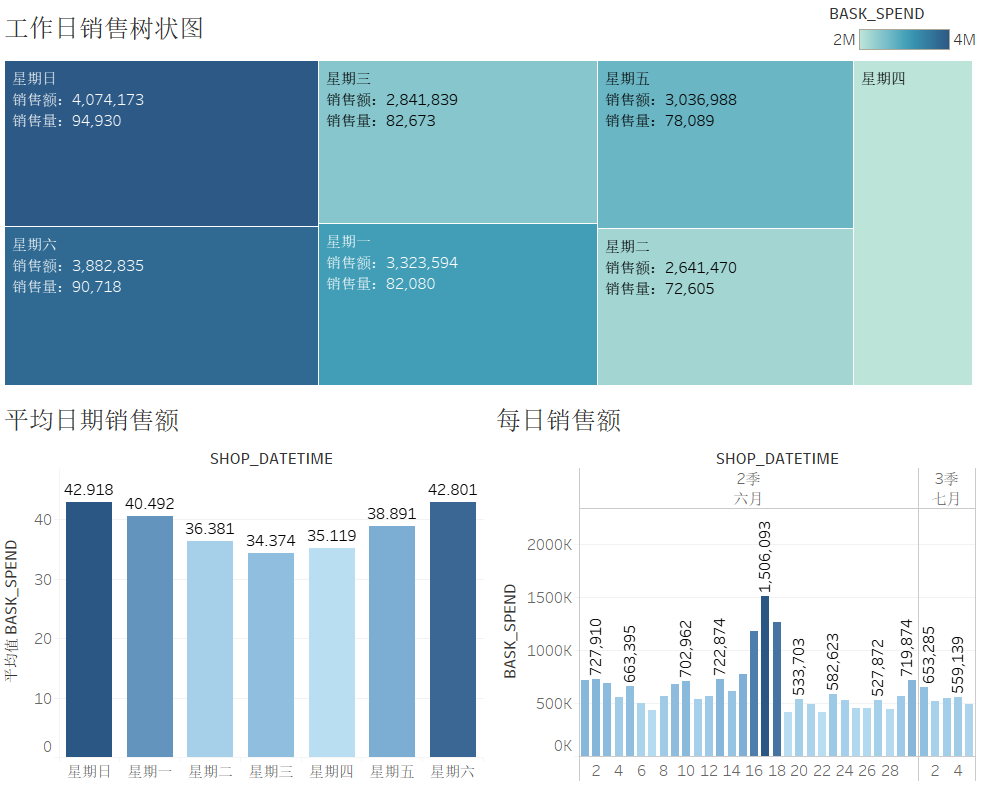 工作日销售树状图
BASK_SPEND
2M 4M
星期日
销售额：4,074,173
销售量：94,930
星期三
销售额：2,841,839
销售量：82,673
星期五
销售额：3,036,988
销售量：78,089
星期四
星期六
销售额：3,882,835
销售量：90,718
星期一
销售额：3,323,594
销售量：82,080
星期二
销售额：2,641,470
销售量：72,605
平均日期销售额
SHOP_DATETIME
平均值 BASK_SPEND
40
30
20
10
0
42.918
40.492
36.381
34.374
35.119
38.891
42.801
星期日 星期一 星期二 星期三 星期四 星期五 星期六
每日销售额
SHOP_DATETIME
2季 3季
六月 七月
BASK_SPEND
2000K
1500K
1000K
500K
0K
727,910
663,395
702,962
722,874
1,506,093
533,703
582,623
527,872
719,874
653,285
559,139
2 4 6 8 10 12 14 16 18 20 22 24 26 28 2 4